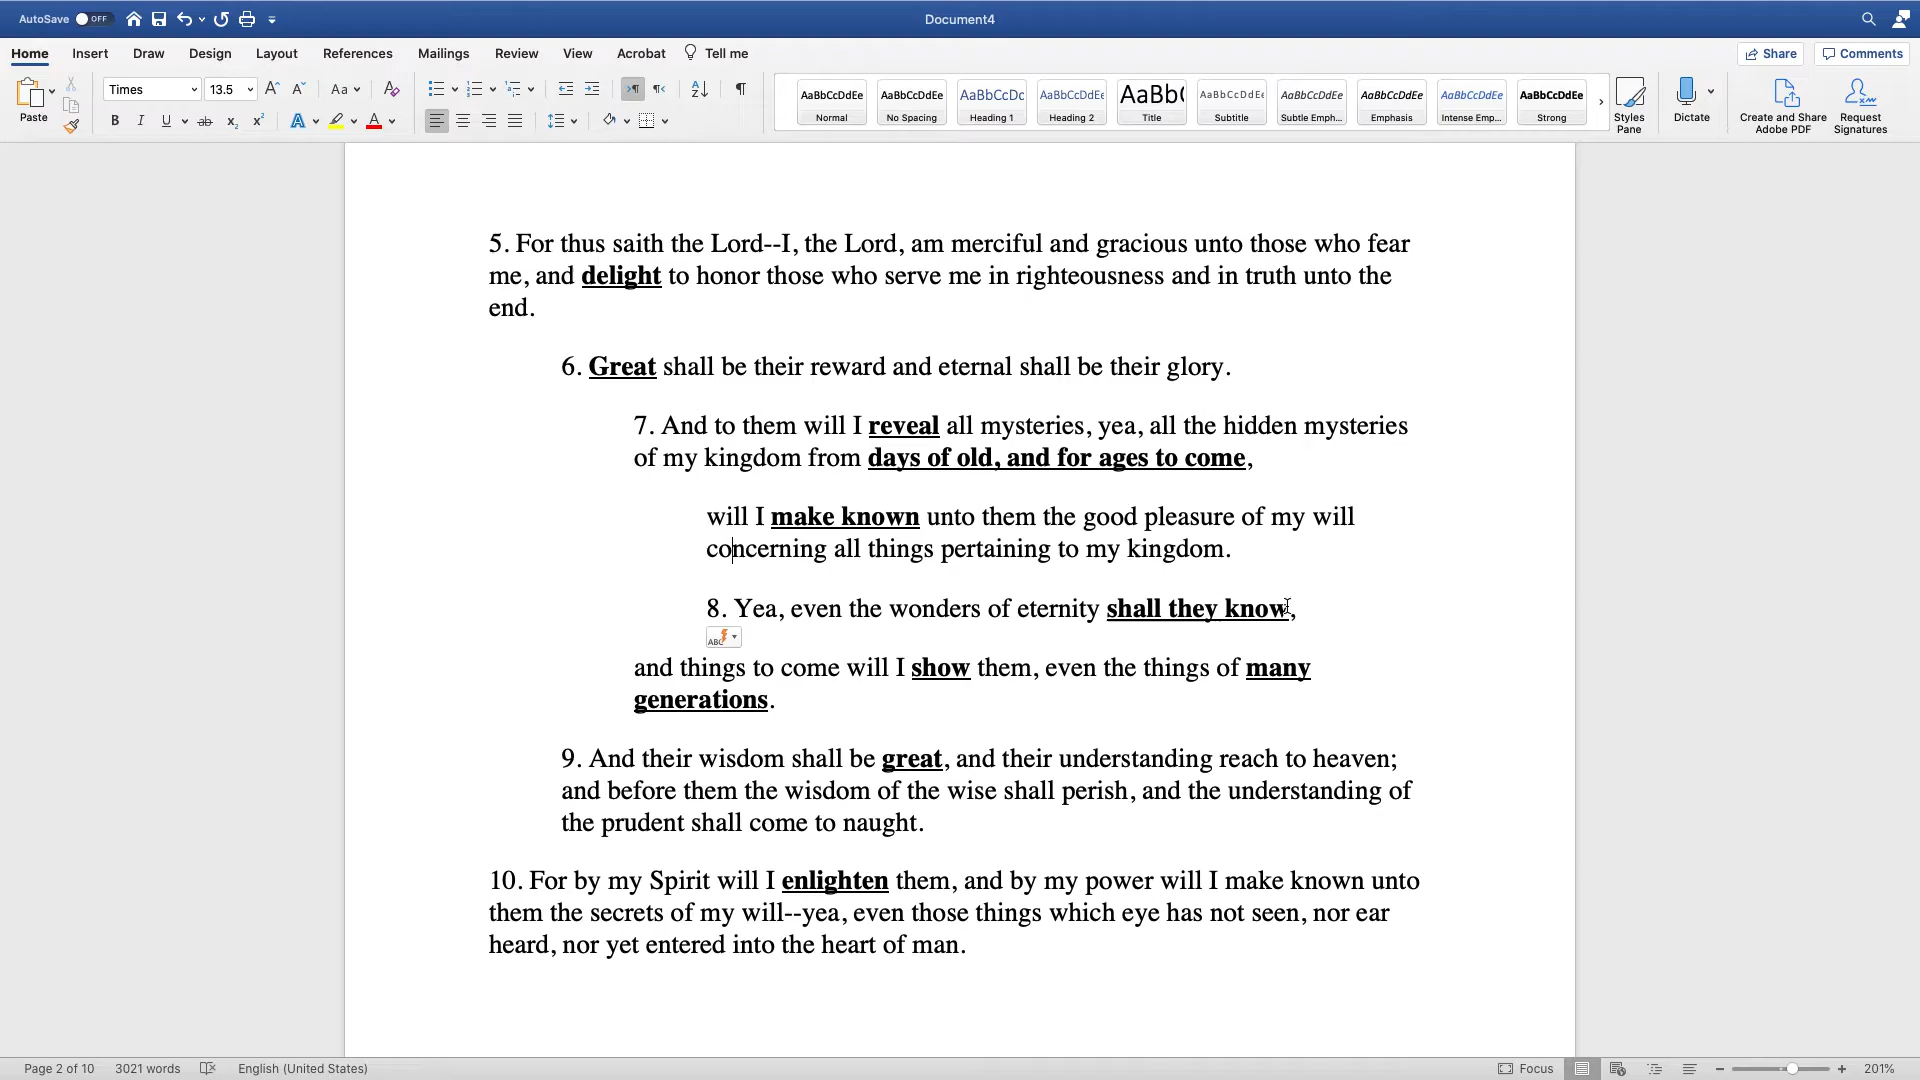 AutoSave OFF Document4
Home Insert Draw Design Layout References Mailings Review View Acrobat Tell me Share Comments
Paste Times 13.5 Aa
AaBbCcDdEe AaBbCcDdEe AaBbCcDc AaBbCcDdEe AaBb( AaBbCcDdEe AaBbCcDdEe AaBbCcDdEe AaBbCcDdEe AaBbCcDdEe
Normal No Spacing Heading 1 Heading 2 Title Subtitle Subtle Emph... Emphasis Intense Emp... Strong
Styles Pane Dictate Create and Share Adobe PDF Request Signatures
5. For thus saith the Lord--I, the Lord, am merciful and gracious unto those who fear
me, and delight to honor those who serve me in righteousness and in truth unto the
end.
6. Great shall be their reward and eternal shall be their glory.
7. And to them will I reveal all mysteries, yea, all the hidden mysteries
of my kingdom from days of old, and for ages to come,
will I make known unto them the good pleasure of my will
concerning all things pertaining to my kingdom.
8. Yea, even the wonders of eternity shall they know,
and things to come will I show them, even the things of many
generations.
9. And their wisdom shall be great, and their understanding reach to heaven;
and before them the wisdom of the wise shall perish, and the understanding of
the prudent shall come to naught.
10. For by my Spirit will I enlighten them, and by my power will I make known unto
them the secrets of my will--yea, even those things which eye has not seen, nor ear
heard, nor yet entered into the heart of man.
Page 2 of 10 3021 words English (United States) Focus 201%